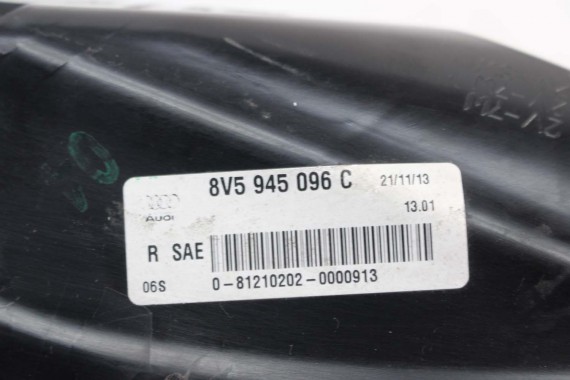 8V5 945 096 C 21/11/13
AUDI 13.01
R SAE
06S 0-81210202-0000913